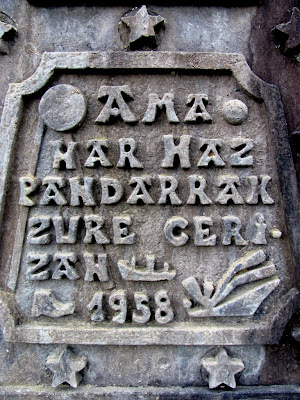 AMA
HAR HAZ
PANDARRAK
ZURE CERI
ZAN
1958